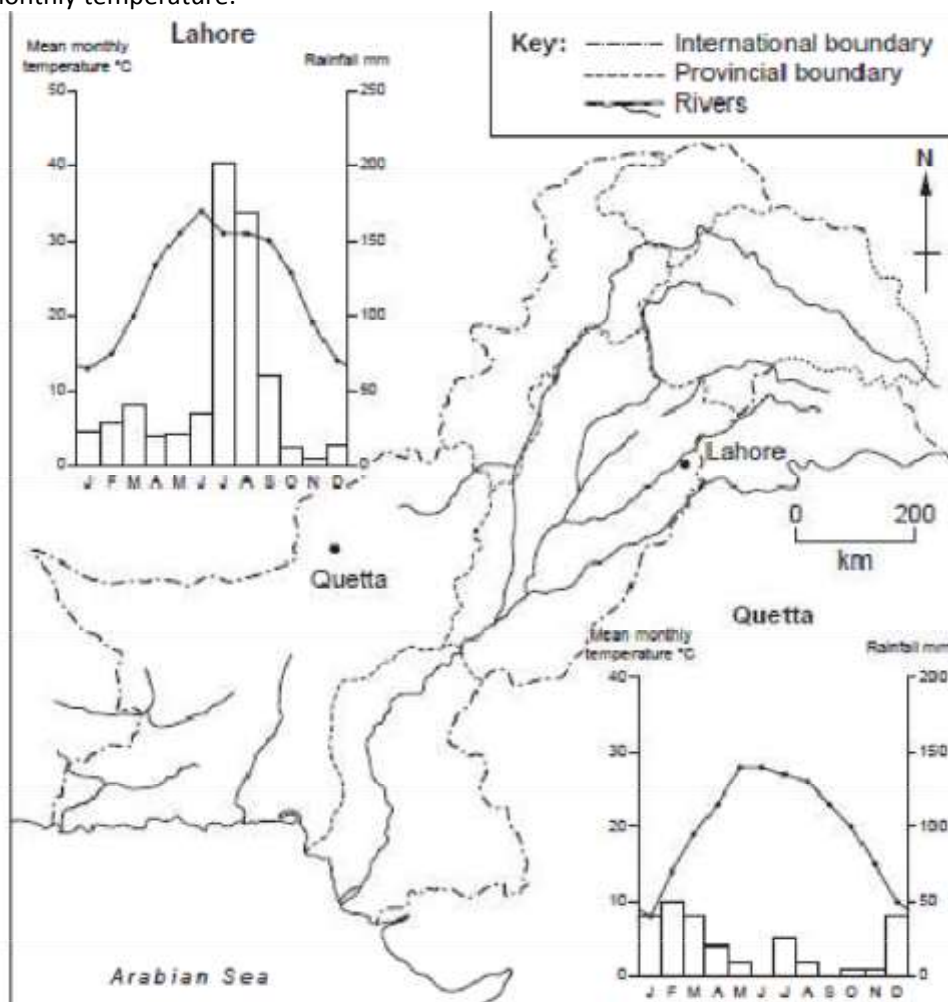 monthly temperature.
Lahore
Mean monthly
temperature °C
Rainfall mm
50
40
30
20
10
0
250
200
150
100
50
0
J F M A M J J A S O N D
Key:
International boundary
Provincial boundary
Rivers
N
Lahore
0 200
km
Quetta
Quetta
Mean monthly
temperature °C
Rainfall mm
40
30
20
10
0
200
150
100
50
0
J F M A M J J A S O N D
Arabian Sea